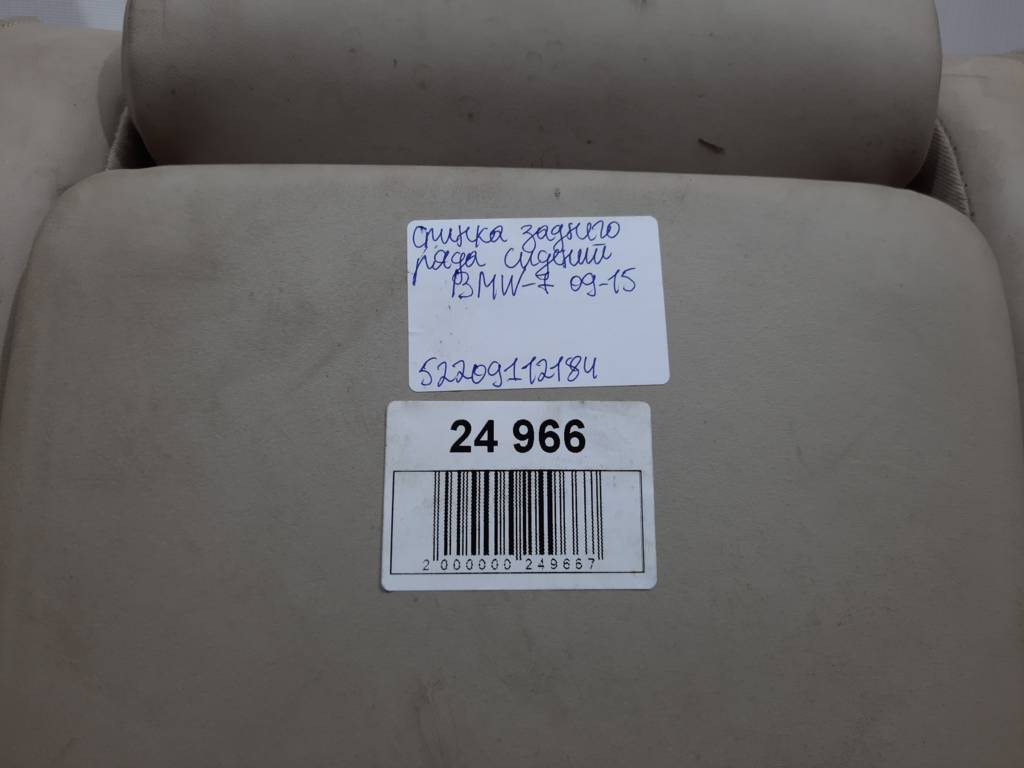 спинка заднего
ряда сидений
BMW-7 09-15
52209112184
24 966
2 000000 249667